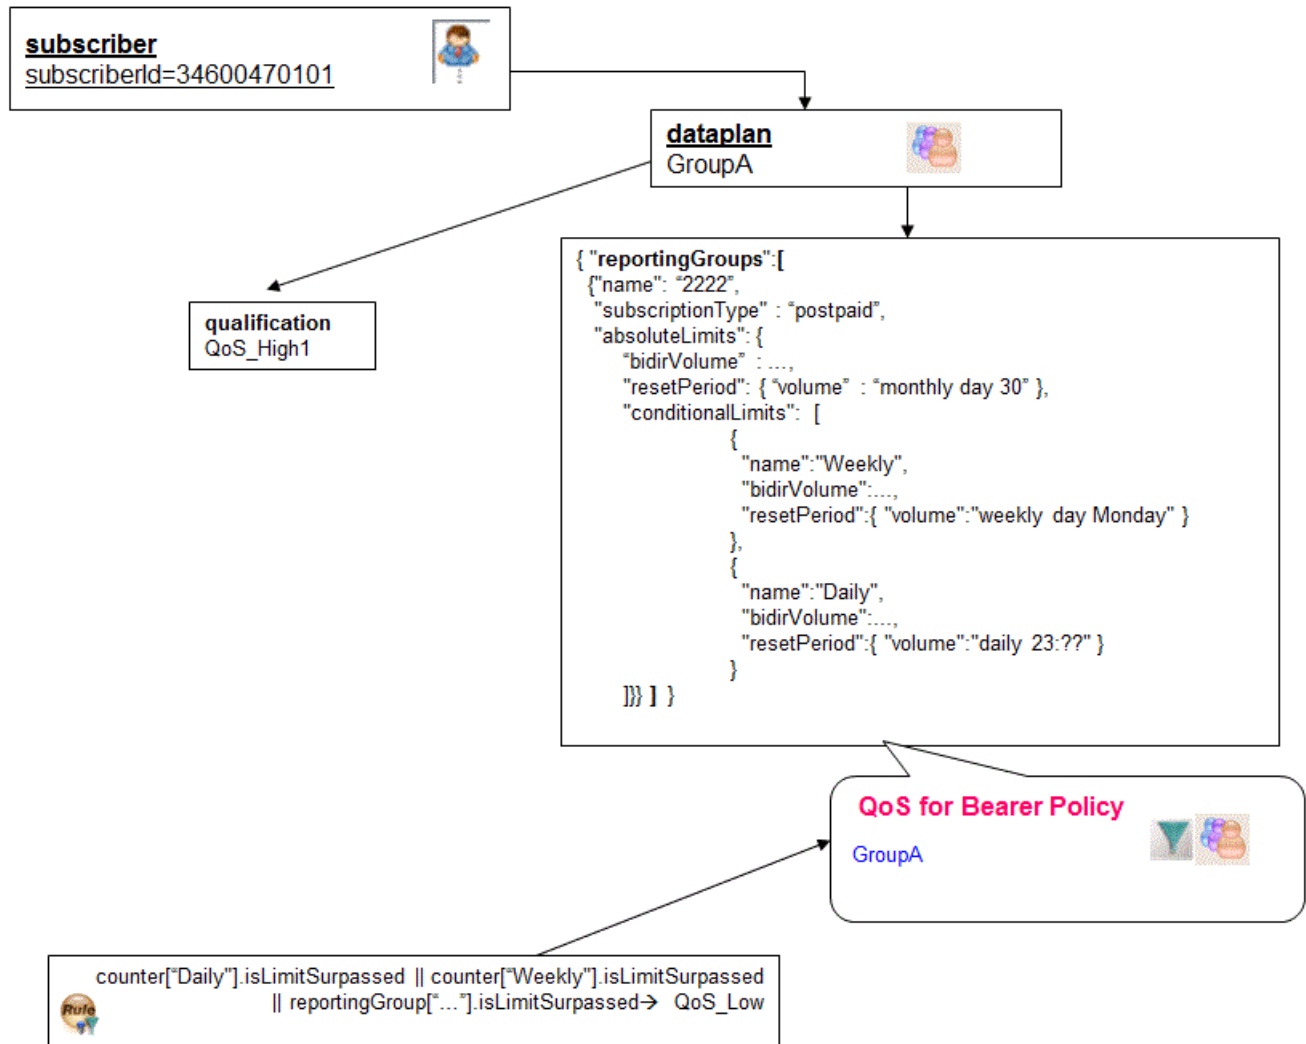 subscriber
subscriberId=34600470101
dataplan
GroupA
qualification
QoS_High1
{ "reportingGroups":[
{"name": “2222”,
"subscriptionType" : “postpaid”,
"absoluteLimits": {
“bidirVolume” : ...,
"resetPeriod": { “volume” : “monthly day 30” },
"conditionalLimits": [
{
"name":"Weekly",
"bidirVolume":...,
"resetPeriod":{ "volume":"weekly day Monday" }
},
{
"name":"Daily",
"bidirVolume":...,
"resetPeriod":{ "volume":"daily 23:??" }
}
]}} ] }
QoS for Bearer Policy
GroupA
counter[“Daily”].isLimitSurpassed || counter[“Weekly”].isLimitSurpassed
|| reportingGroup[“...”].isLimitSurpassed→ QoS_Low
Rule